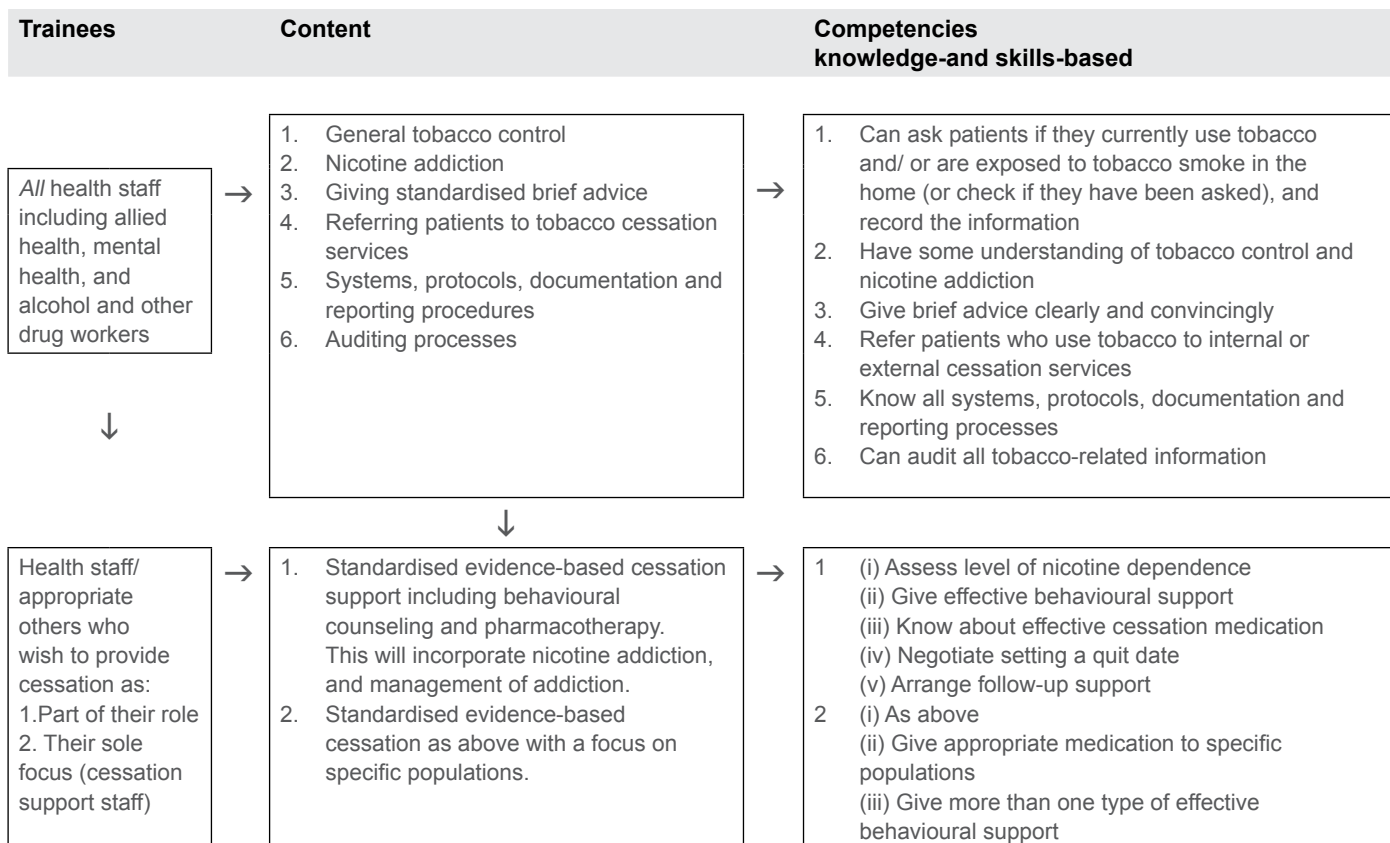 Trainees
Content
Competencies
knowledge-and skills-based
All health staff
including allied
health, mental
health, and
alcohol and other
drug workers
→
1. General tobacco control
2. Nicotine addiction
3. Giving standardised brief advice
4. Referring patients to tobacco cessation
services
5. Systems, protocols, documentation and
reporting procedures
6. Auditing processes
→
1. Can ask patients if they currently use tobacco
and/ or are exposed to tobacco smoke in the
home (or check if they have been asked), and
record the information
2. Have some understanding of tobacco control and
nicotine addiction
3. Give brief advice clearly and convincingly
4. Refer patients who use tobacco to internal or
external cessation services
5. Know all systems, protocols, documentation and
reporting processes
6. Can audit all tobacco-related information
↓
↓
Health staff/
appropriate
others who
wish to provide
cessation as:
1.Part of their role
2. Their sole
focus (cessation
support staff)
→
1. Standardised evidence-based cessation
support including behavioural
counseling and pharmacotherapy.
This will incorporate nicotine addiction,
and management of addiction.
2. Standardised evidence-based
cessation as above with a focus on
specific populations.
→
1 (i) Assess level of nicotine dependence
(ii) Give effective behavioural support
(iii) Know about effective cessation medication
(iv) Negotiate setting a quit date
(v) Arrange follow-up support
2 (i) As above
(ii) Give appropriate medication to specific
populations
(iii) Give more than one type of effective
behavioural support